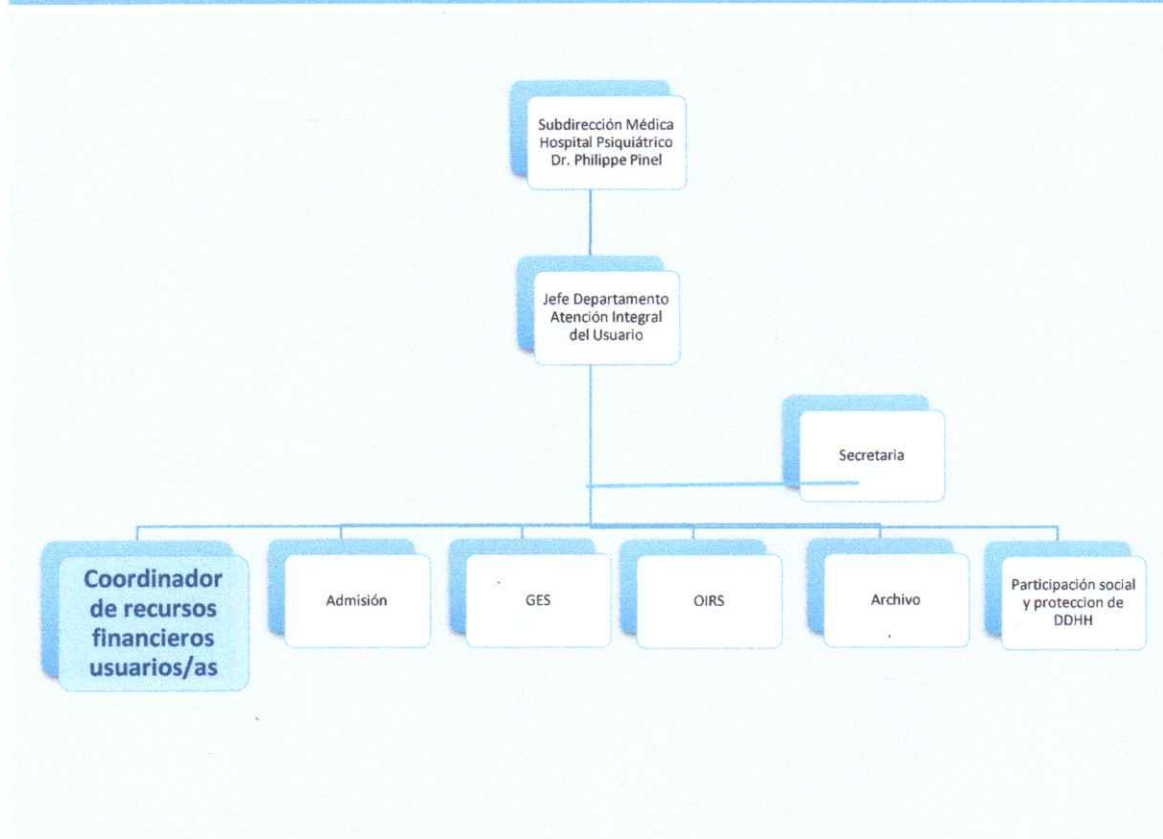 Subdirección Médica
Hospital Psiquiátrico
Dr. Philippe Pinel
Jefe Departamento
Atención Integral
del Usuario
Secretaria
Coordinador
de recursos
financieros
usuarios/as
Admisión
GES
OIRS
Archivo
Participación social
y proteccion de
DDHH